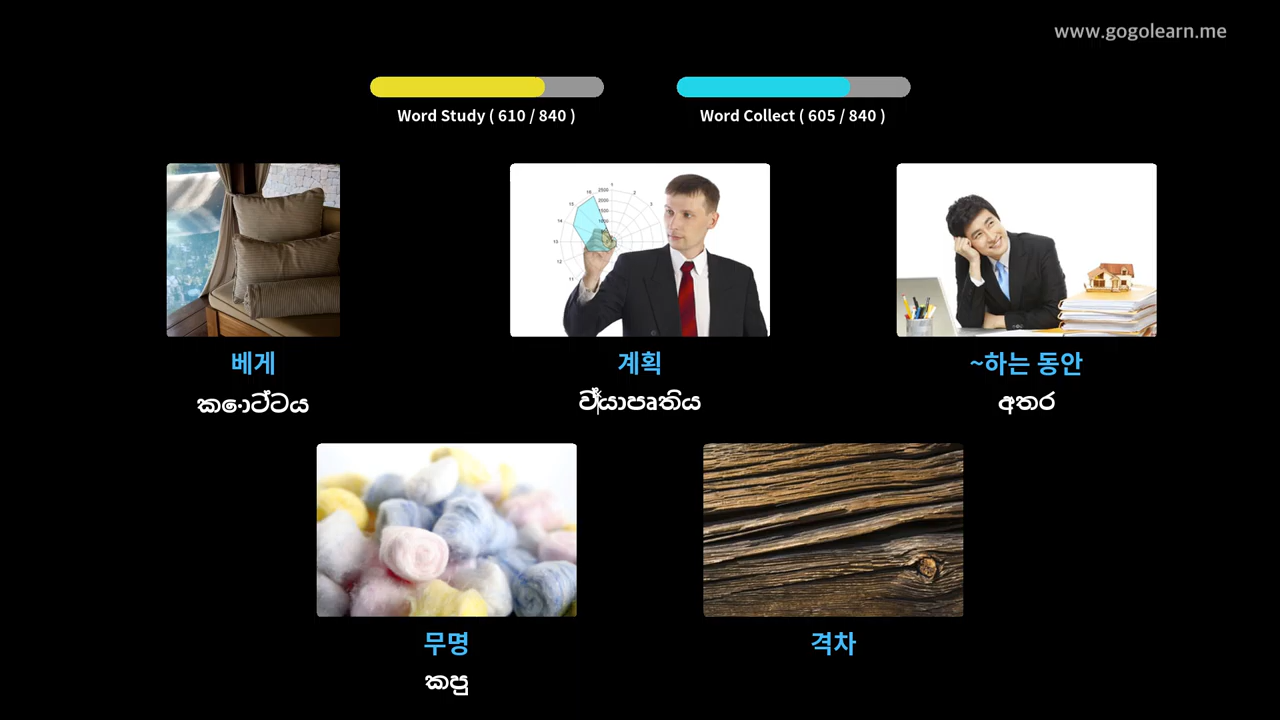 www.gogolearn.me
Word Study ( 610 / 840 )
Word Collect ( 605 / 840 )
베게
කොට්ටය
계획
ව්‍යාපෘතිය
~하는 동안
අතර
무명
කපු
격차